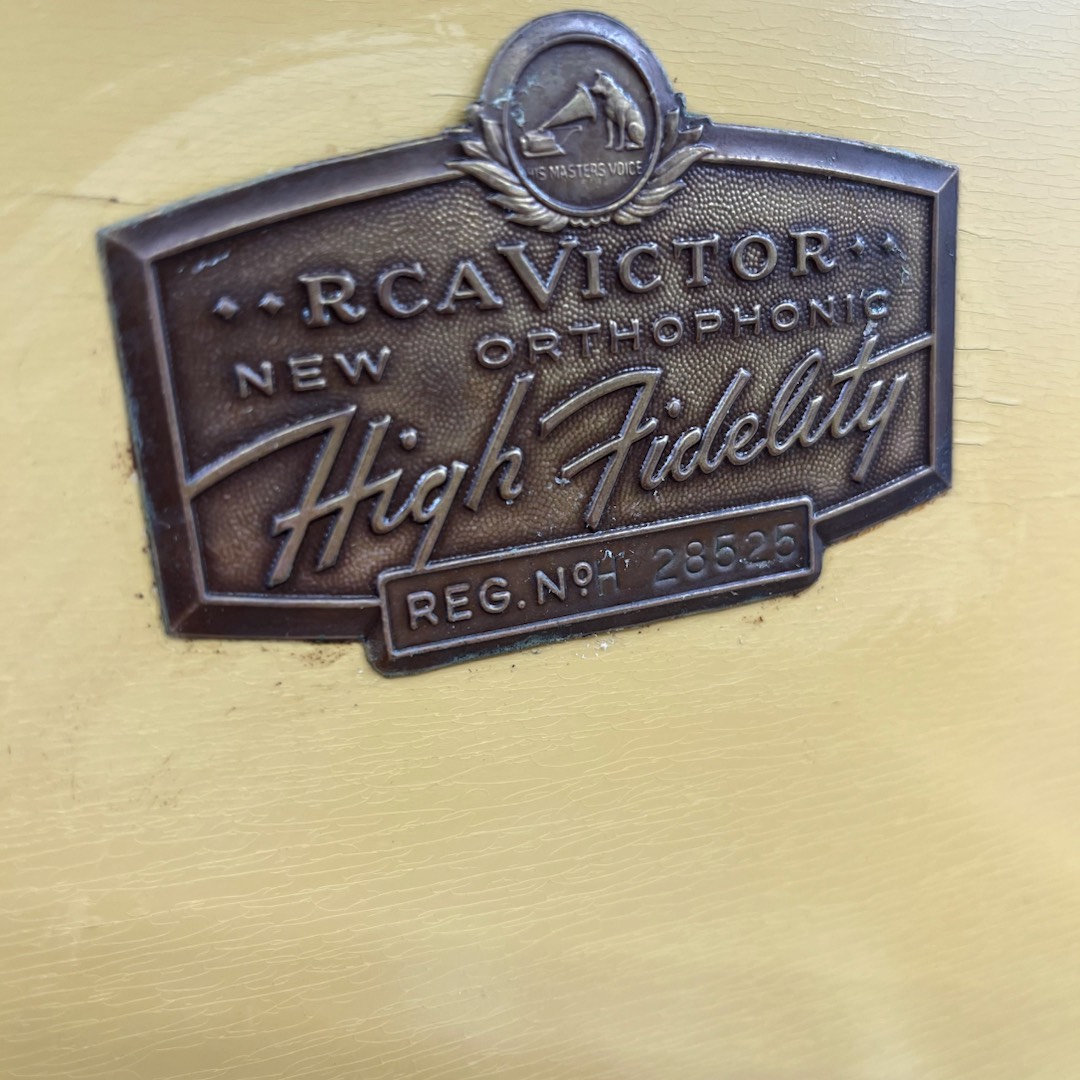 HIS MASTERS VOICE
RCA VICTOR
NEW ORTHOPHONIC
High Fidelity
REG. Nº H 28525